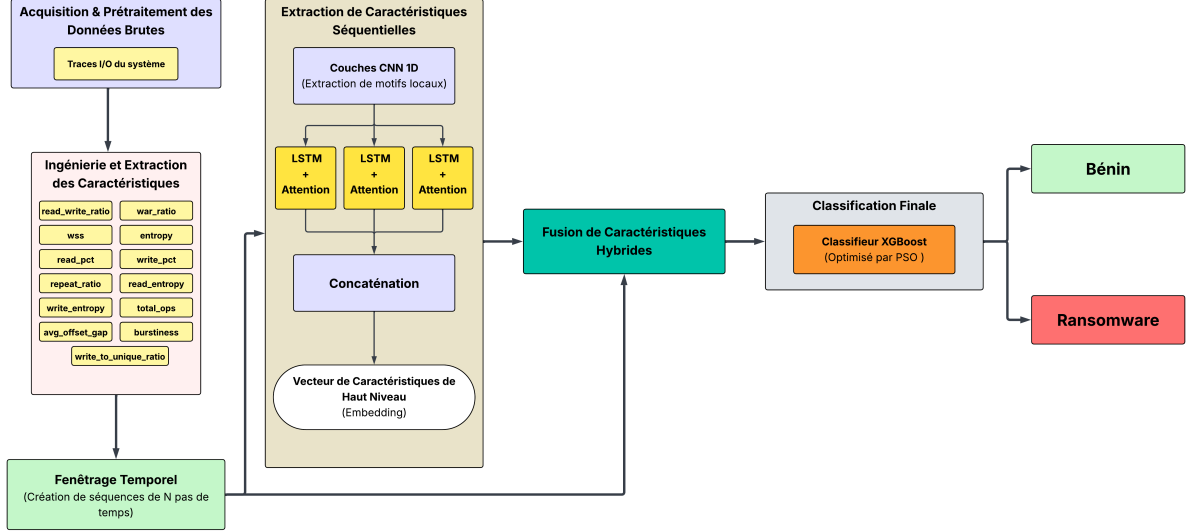 Acquisition & Prétraitement des
Données Brutes
Traces I/O du système
Ingénierie et Extraction
des Caractéristiques
read_write_ratio
war_ratio
wss
entropy
read_pct
write_pct
repeat_ratio
read_entropy
write_entropy
total_ops
avg_offset_gap
burstiness
write_to_unique_ratio
Fenêtrage Temporel
(Création de séquences de N pas de
temps)
Extraction de Caractéristiques
Séquentielles
Couches CNN 1D
(Extraction de motifs locaux)
LSTM
+
Attention
LSTM
+
Attention
LSTM
+
Attention
Concaténation
Vecteur de Caractéristiques de
Haut Niveau
(Embedding)
Fusion de Caractéristiques
Hybrides
Classification Finale
Classifieur XGBoost
(Optimisé par PSO )
Bénin
Ransomware